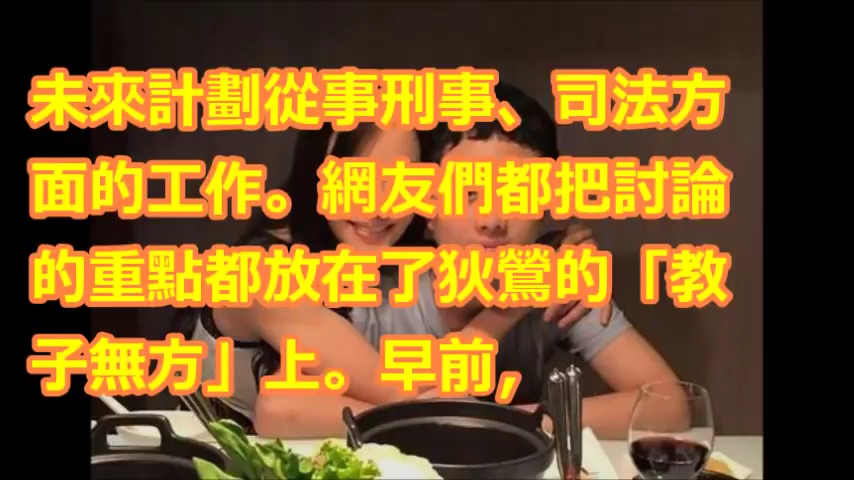 未來計劃從事刑事、司法方
面的工作。網友們都把討論
的重點都放在了狄鶯的「教
子無方」上。早前,